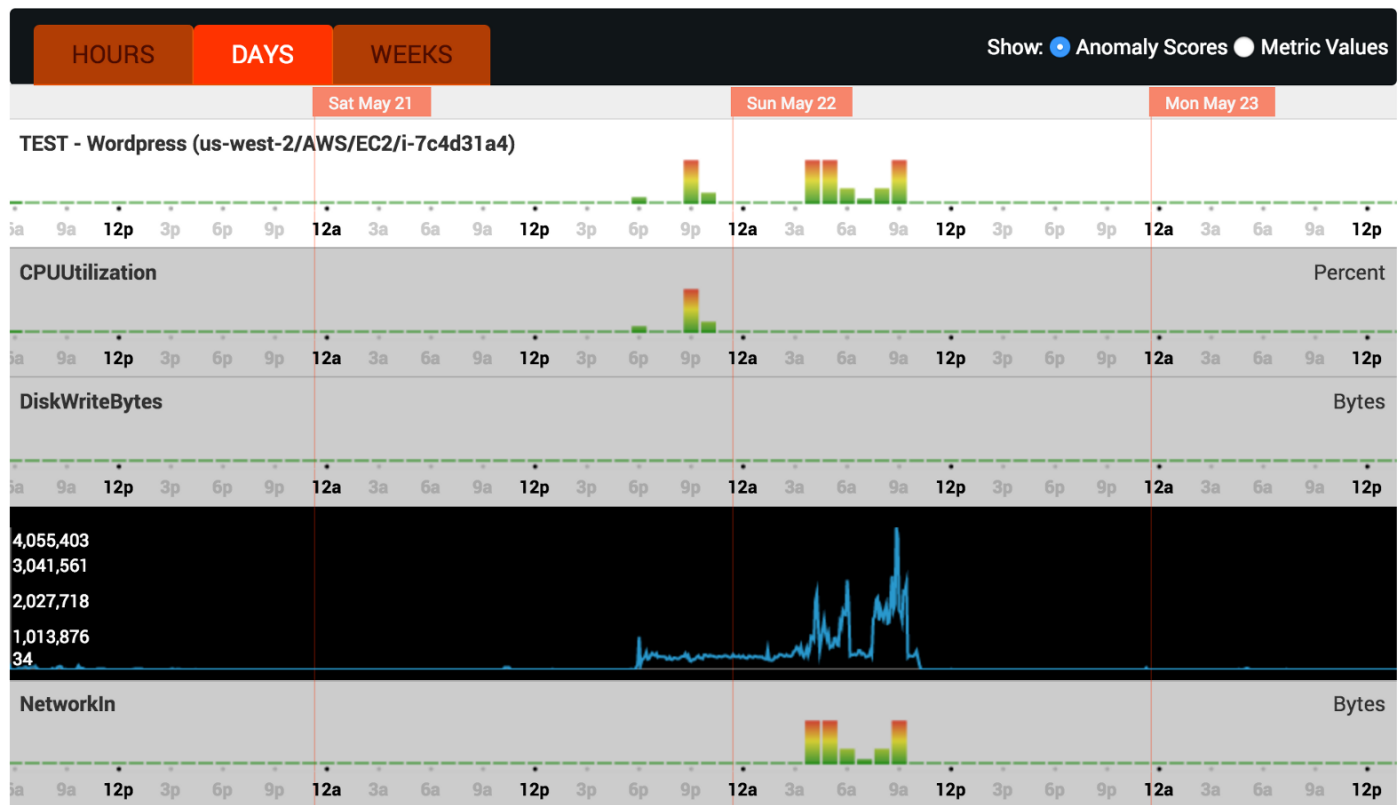 HOURS DAYS WEEKS Show: Anomaly Scores Metric Values
Sat May 21 Sun May 22 Mon May 23
TEST - Wordpress (us-west-2/AWS/EC2/i-7c4d31a4)
9a 12p 3p 6p 9p 12a 3a 6a 9a 12p 3p 6p 9p 12a 3a 6a 9a 12p 3p 6p 9p 12a 3a 6a 9a 12p
CPUUtilization Percent
9a 12p 3p 6p 9p 12a 3a 6a 9a 12p 3p 6p 9p 12a 3a 6a 9a 12p 3p 6p 9p 12a 3a 6a 9a 12p
DiskWriteBytes Bytes
9a 12p 3p 6p 9p 12a 3a 6a 9a 12p 3p 6p 9p 12a 3a 6a 9a 12p 3p 6p 9p 12a 3a 6a 9a 12p
4,055,403
3,041,561
2,027,718
1,013,876
34
NetworkIn Bytes
9a 12p 3p 6p 9p 12a 3a 6a 9a 12p 3p 6p 9p 12a 3a 6a 9a 12p 3p 6p 9p 12a 3a 6a 9a 12p